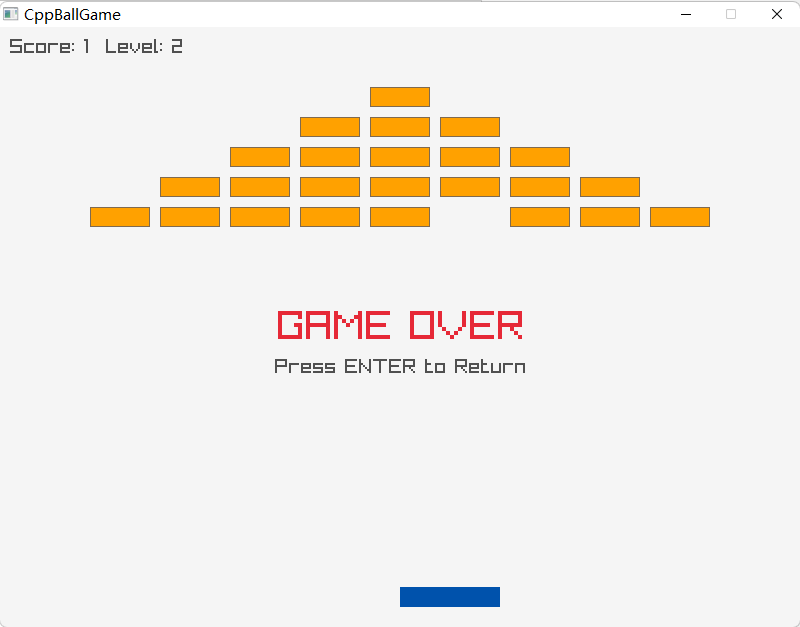 CppBallGame
Score: 1 Level: 2
GAME OVER
Press ENTER to Return